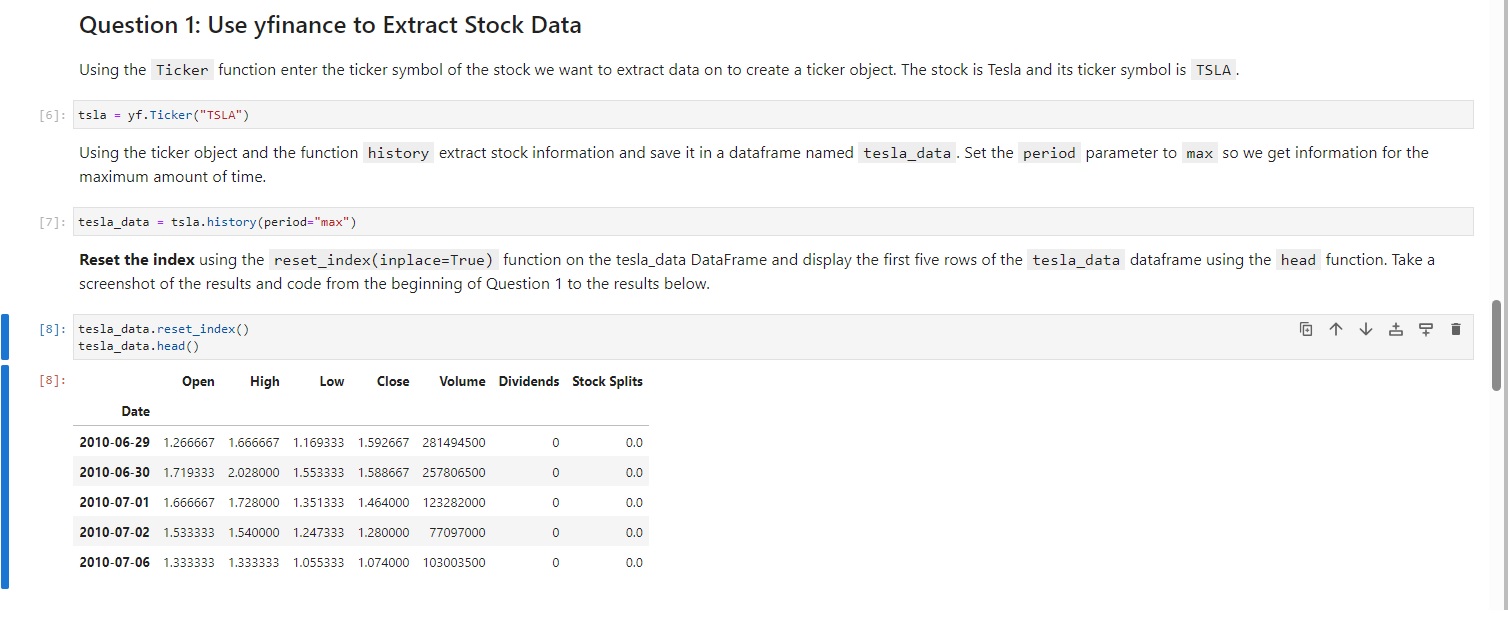 Question 1: Use yfinance to Extract Stock Data
Using the Ticker function enter the ticker symbol of the stock we want to extract data on to create a ticker object. The stock is Tesla and its ticker symbol is TSLA.
[6]: tsla = yf.Ticker("TSLA")
Using the ticker object and the function history extract stock information and save it in a dataframe named tesla_data. Set the period parameter to max so we get information for the
maximum amount of time.
[7]: tesla_data = tsla.history(period="max")
Reset the index using the reset_index(inplace=True) function on the tesla_data DataFrame and display the first five rows of the tesla_data dataframe using the head function. Take a
screenshot of the results and code from the beginning of Question 1 to the results below.
[8]: tesla_data.reset_index()
tesla_data.head()
[8]: Open High Low Close Volume Dividends Stock Splits
Date
2010-06-29 1.266667 1.666667 1.169333 1.592667 281494500 0 0.0
2010-06-30 1.719333 2.028000 1.553333 1.588667 257806500 0 0.0
2010-07-01 1.666667 1.728000 1.351333 1.464000 123282000 0 0.0
2010-07-02 1.533333 1.540000 1.247333 1.280000 77097000 0 0.0
2010-07-06 1.333333 1.333333 1.055333 1.074000 103003500 0 0.0